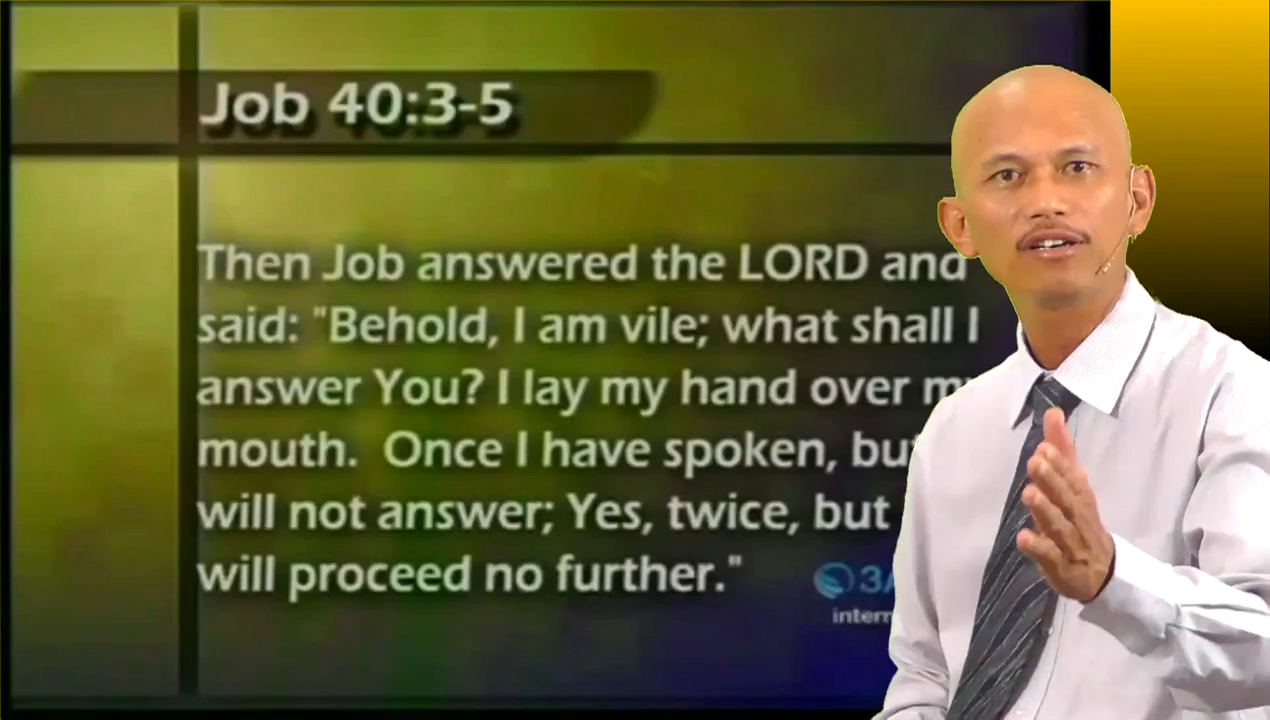 Job 40:3-5
Then Job answered the LORD and
said: "Behold, I am vile; what shall I
answer You? I lay my hand over
mouth.  Once I have spoken,
will not answer; Yes, twice, but
will proceed no further."